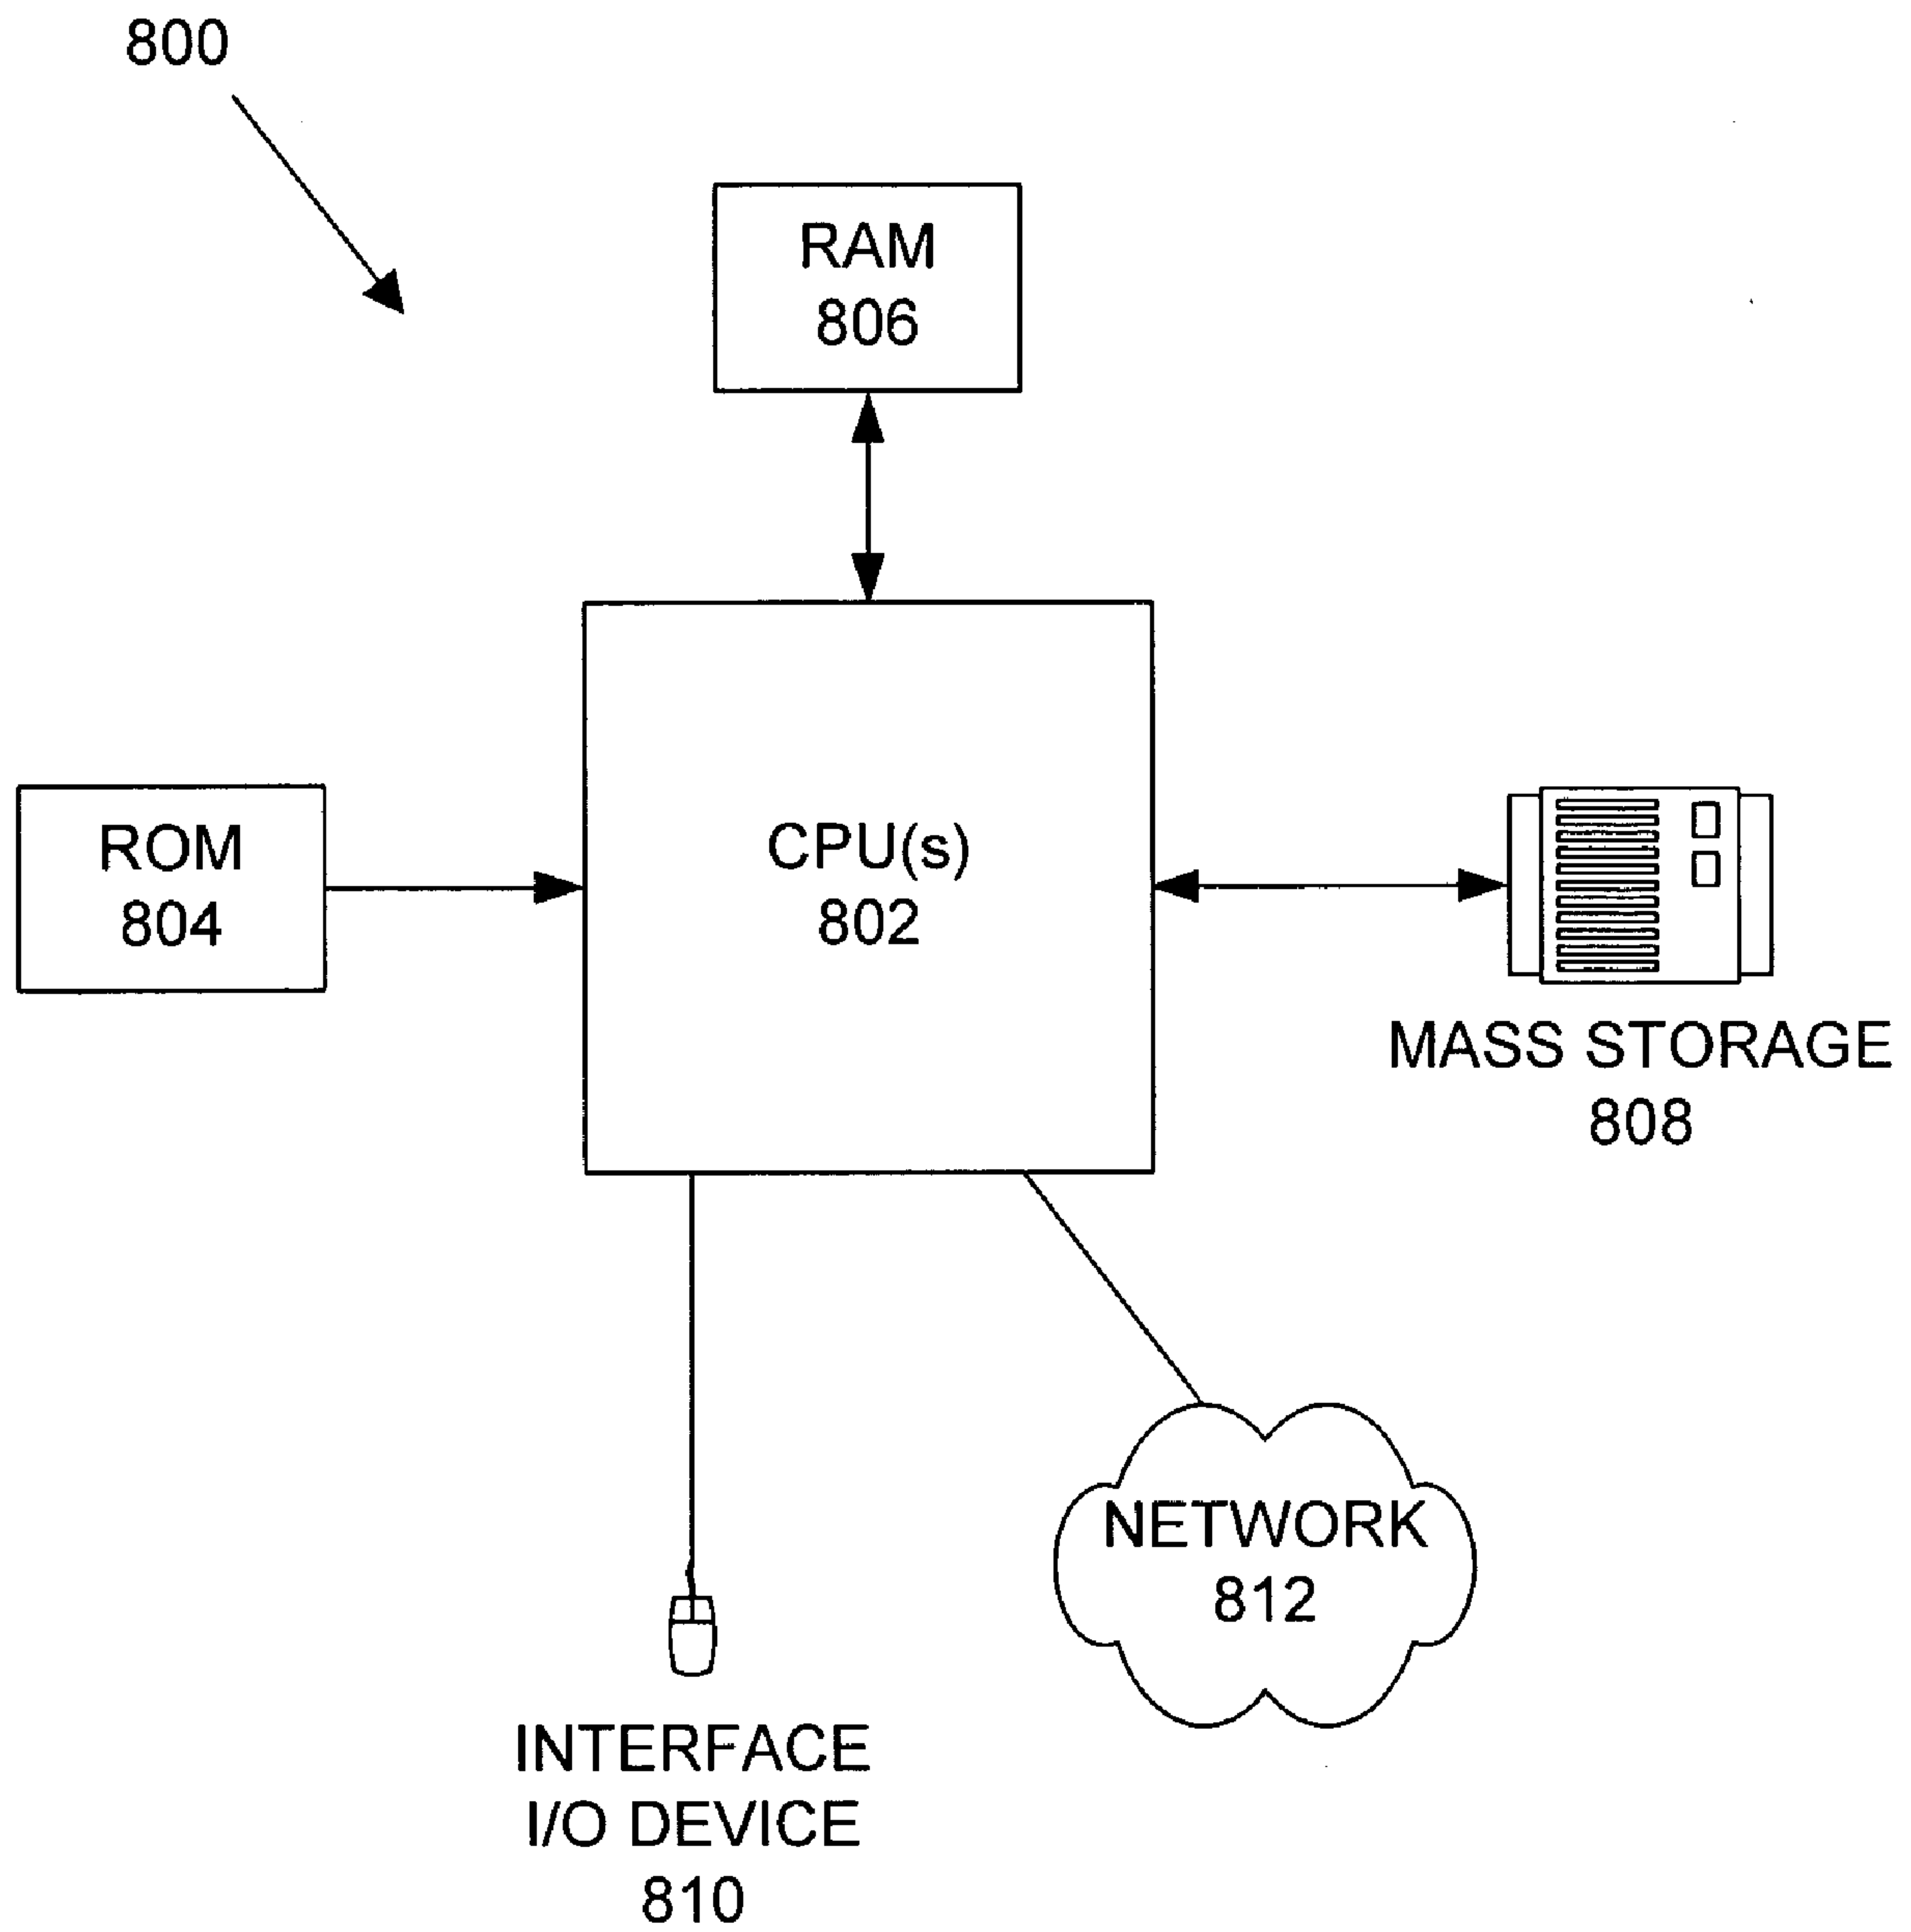 800
RAM
806
ROM
804
CPU(s)
802
MASS STORAGE
808
NETWORK
812
INTERFACE
I/O DEVICE
810